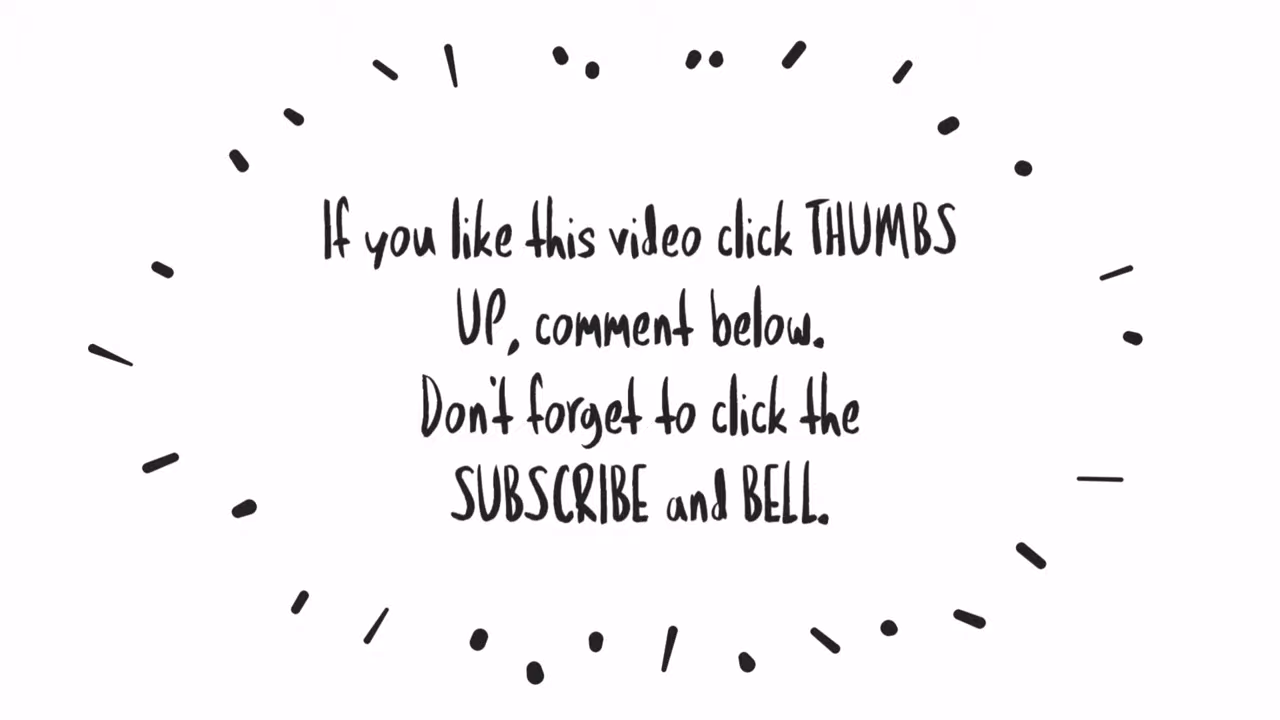 If you like this video click THUMBS
UP, comment below.
Don't forget to click the
SUBSCRIBE and BELL.